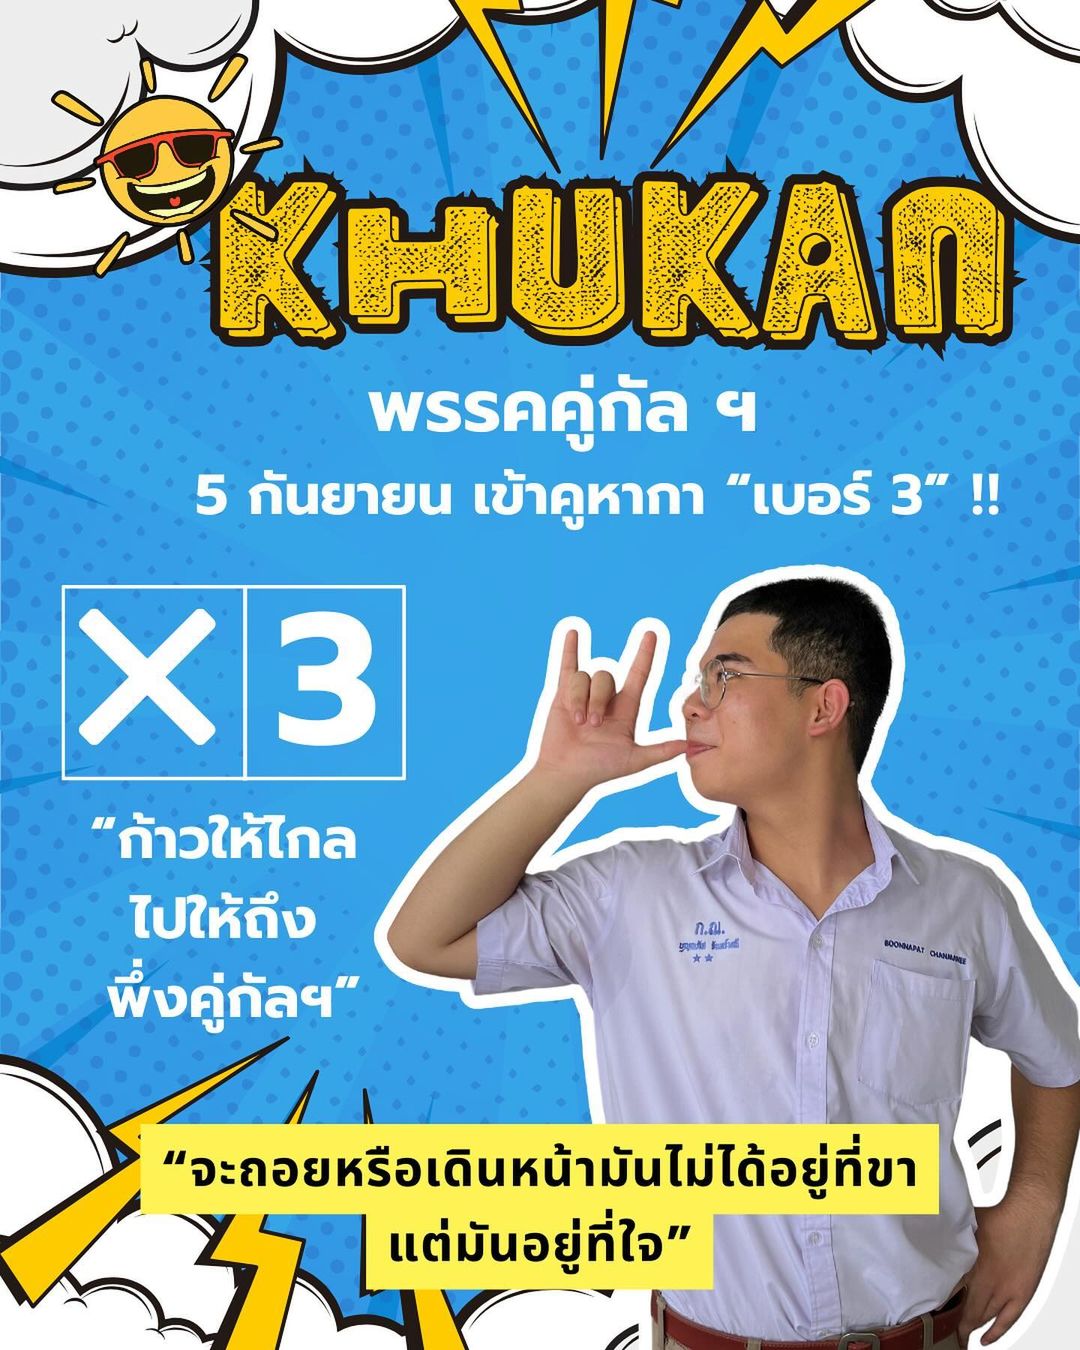 KHUKAN
พรรคคู่กัล ฯ
5 กันยายน เข้าคูหากา “เบอร์ 3” !!
3
“ก้าวให้ไกล
ไปให้ถึง
พึ่งคู่กัลฯ”
ก.ณ.
BOONNAPAT CHANMANEE
“จะถอยหรือเดินหน้ามันไม่ได้อยู่ที่ขา
แต่มันอยู่ที่ใจ”